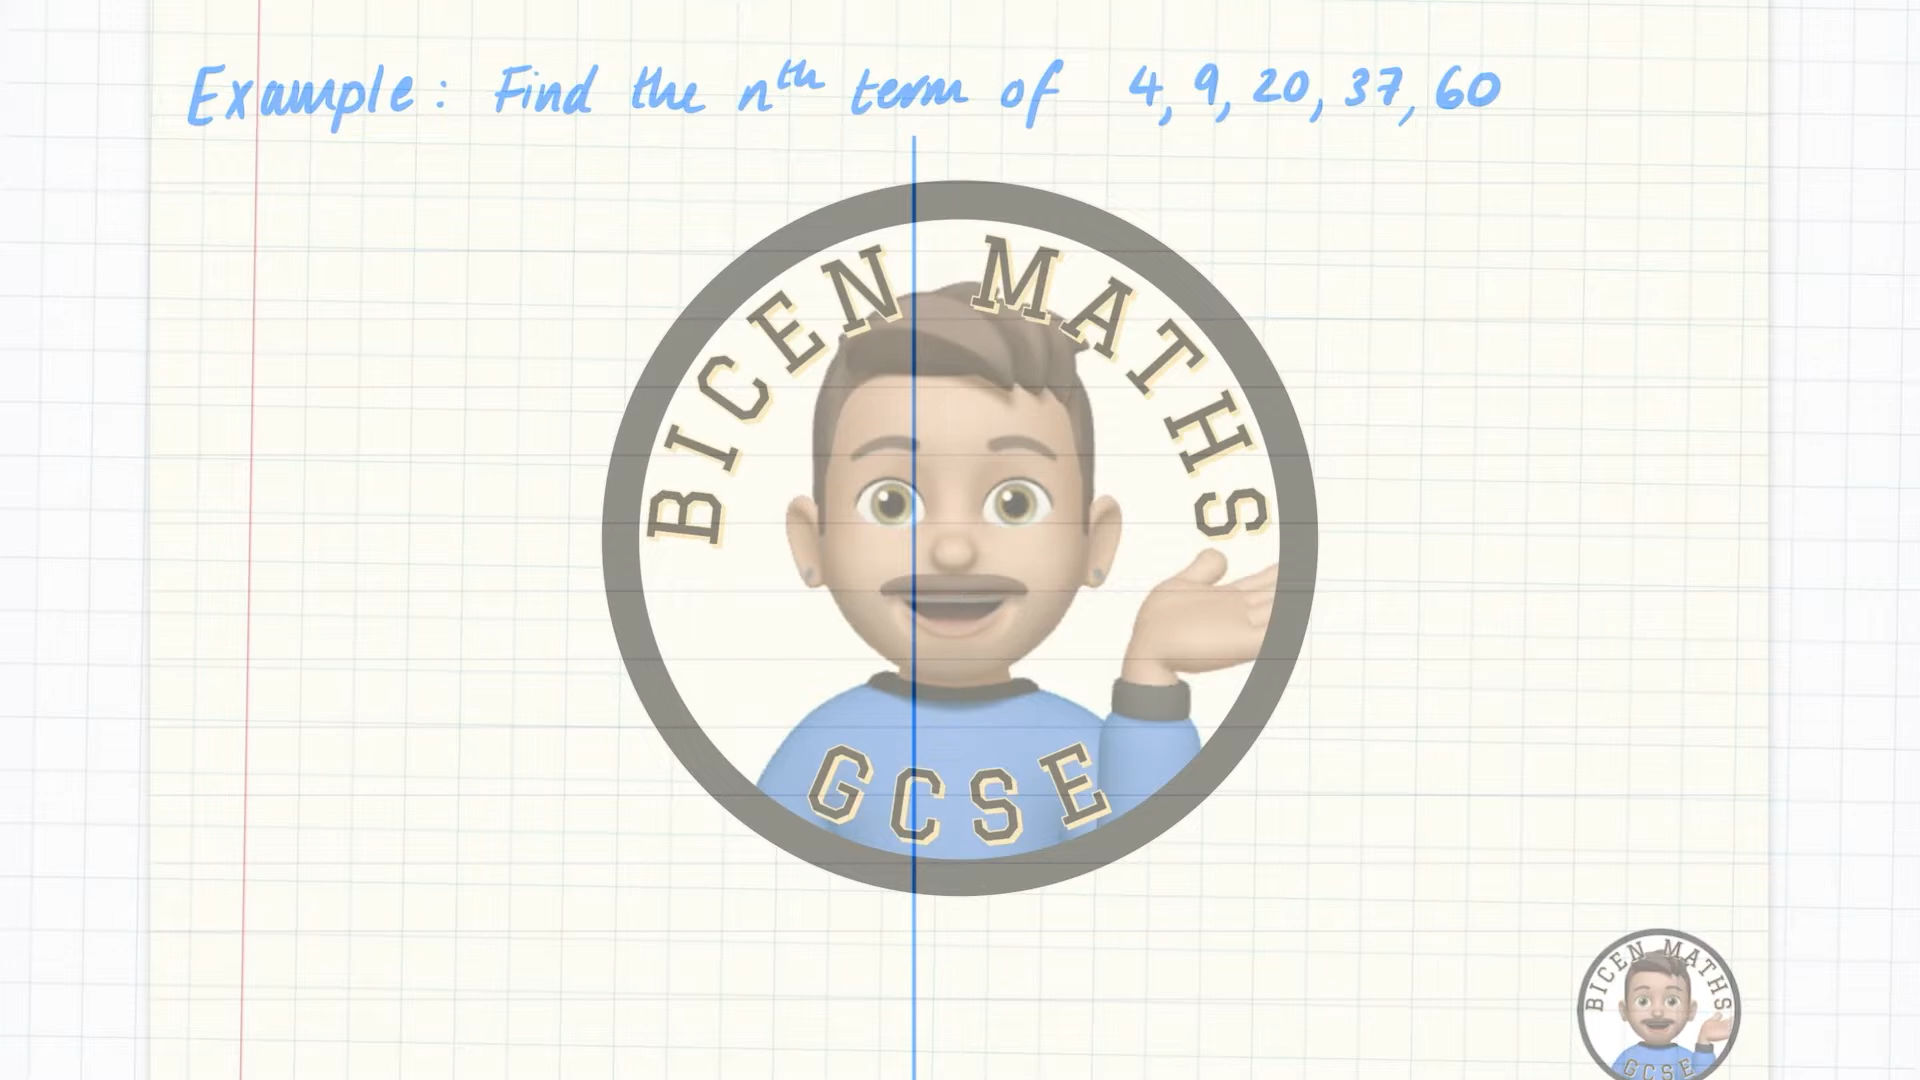 Example: Find the nth term of 4, 9, 20, 37, 60
BICEN MATHS
GCSE
BICEN MATHS
GCSE